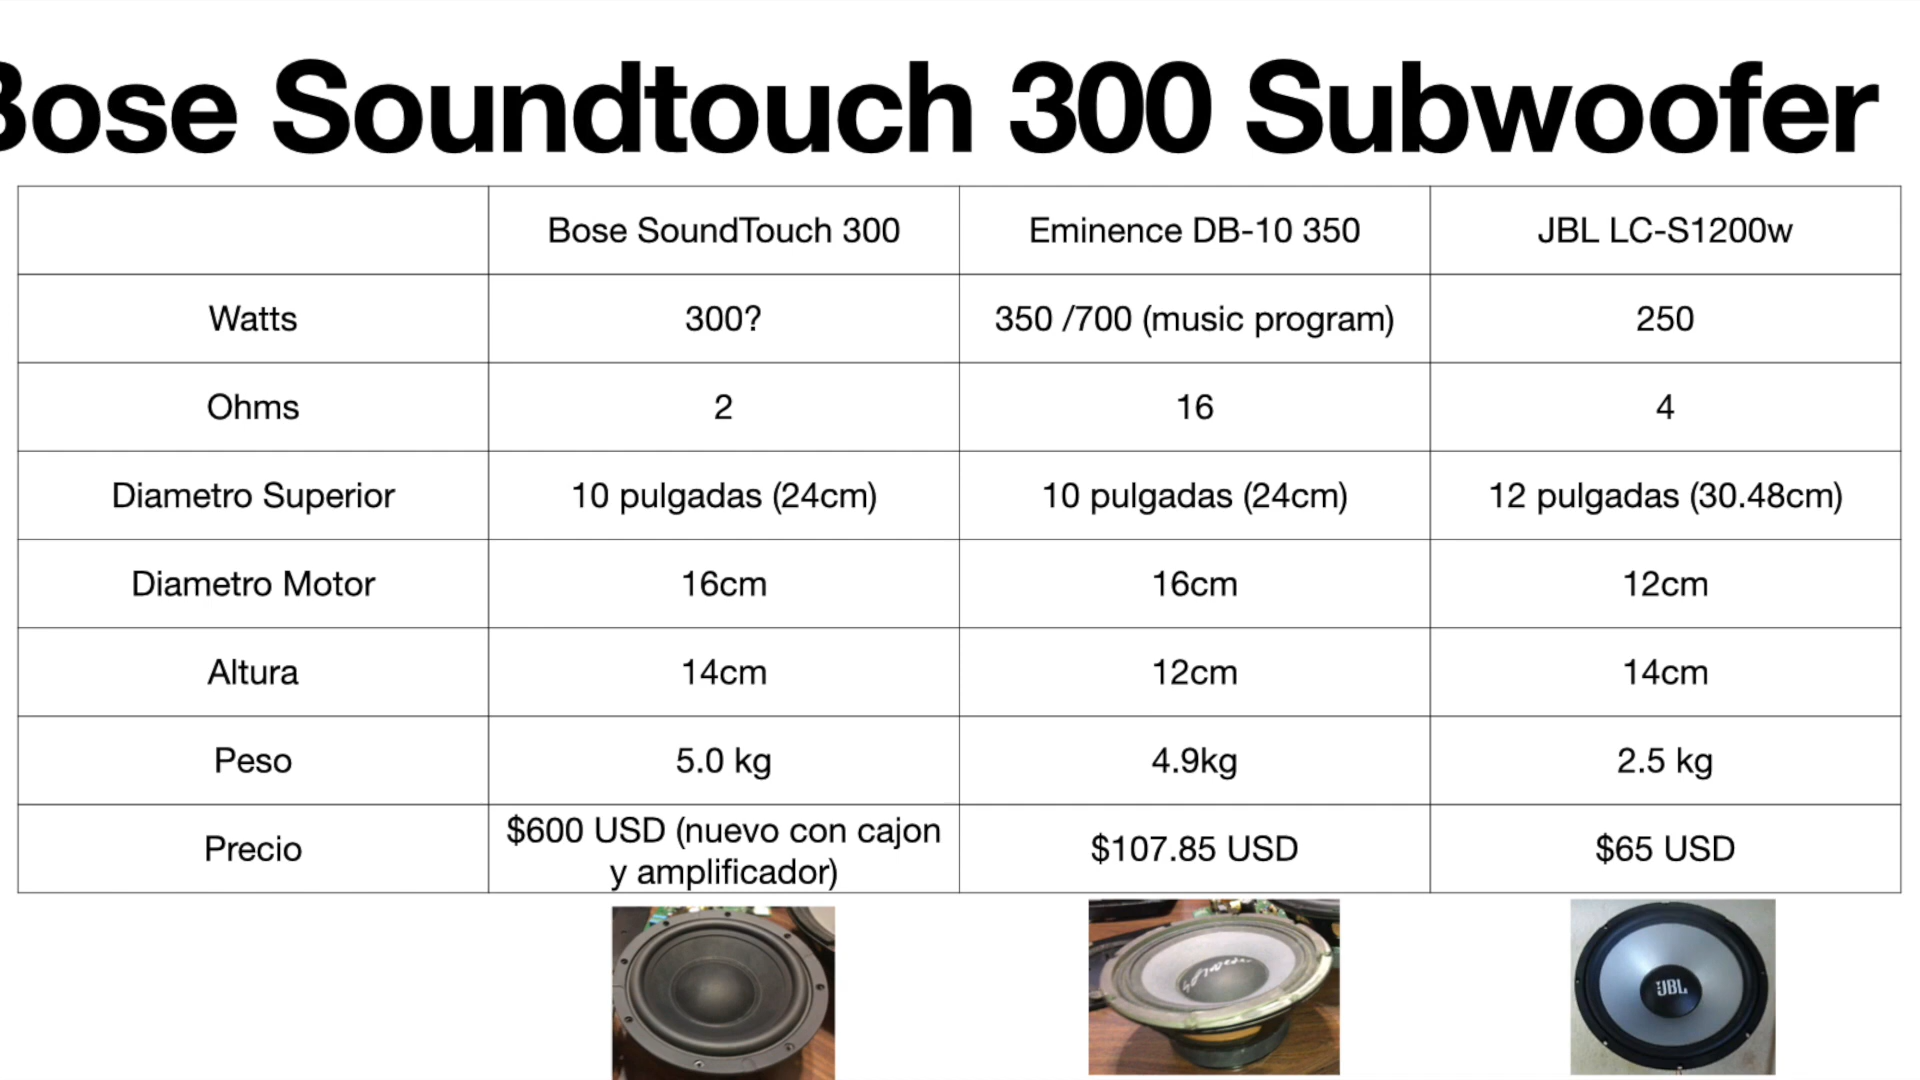 Bose Soundtouch 300 Subwoofer
Bose SoundTouch 300 Eminence DB-10 350 JBL LC-S1200w
Watts 300? 350 /700 (music program) 250
Ohms 2 16 4
Diametro Superior 10 pulgadas (24cm) 10 pulgadas (24cm) 12 pulgadas (30.48cm)
Diametro Motor 16cm 16cm 12cm
Altura 14cm 12cm 14cm
Peso 5.0 kg 4.9kg 2.5 kg
Precio $600 USD (nuevo con cajon y amplificador) $107.85 USD $65 USD
JBL